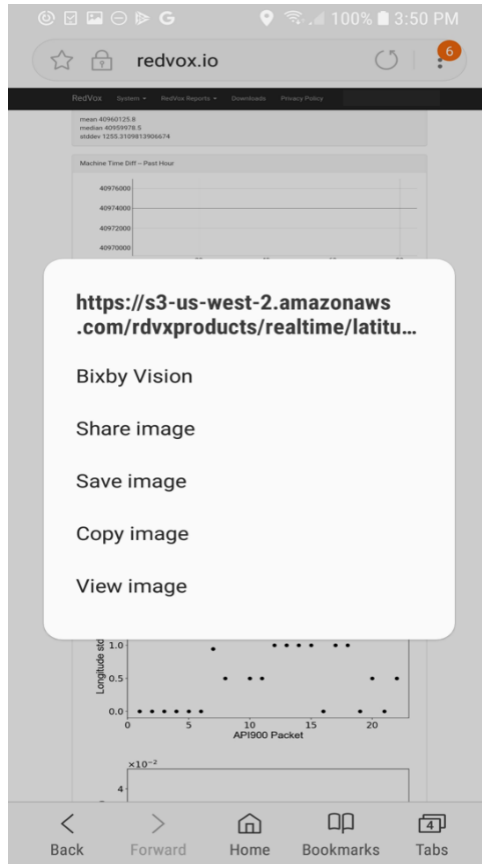 100% 3:50 PM
redvox.io
6
RedVox System RedVox Reports Downloads Privacy Policy
mean 40960125.8
median 40959978.5
stddev 1255.3109813906674
Machine Time Diff – Past Hour
40976000
40974000
40972000
40970000
https://s3-us-west-2.amazonaws
.com/rdvxproducts/realtime/latitu...
Bixby Vision
Share image
Save image
Copy image
View image
Longitude std
1.0
0.5
0.0
0 5 10 15 20
API900 Packet
×10⁻²
4
Back Forward Home Bookmarks 4 Tabs